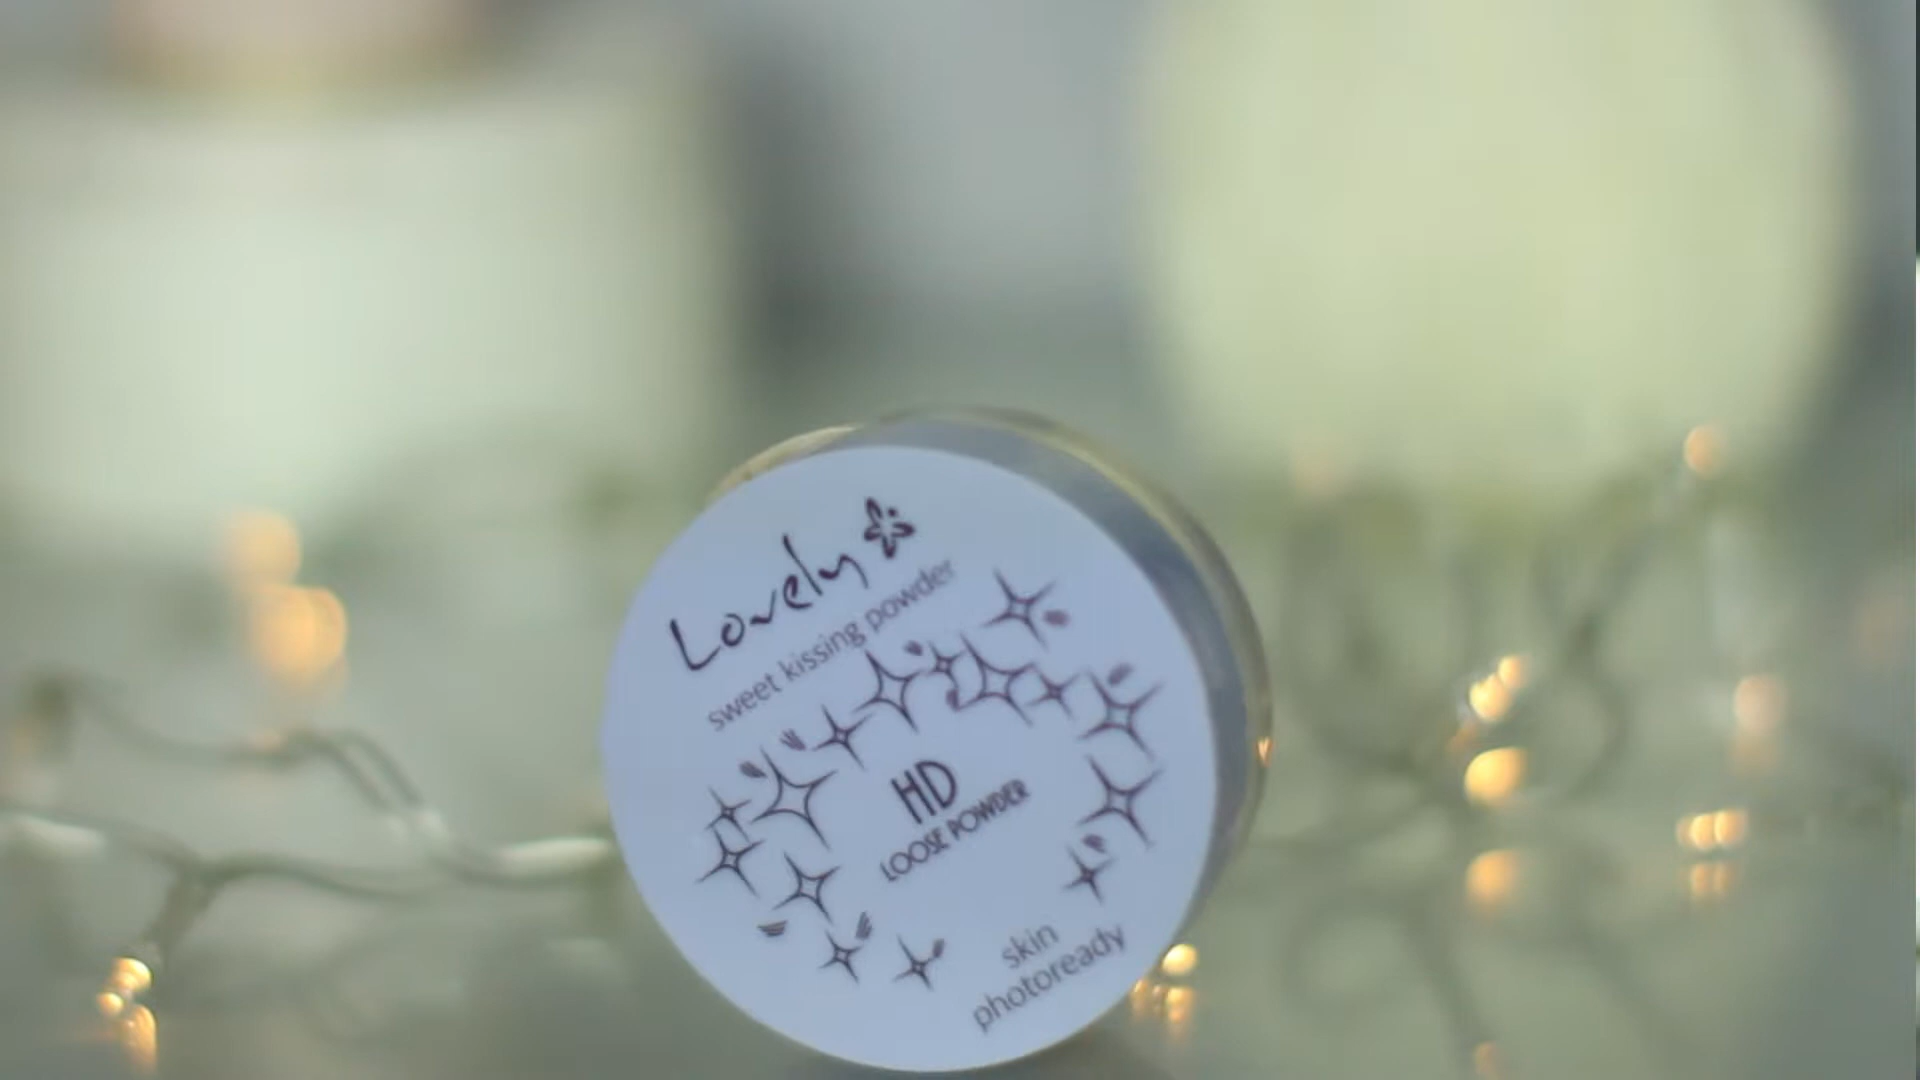 Lovely
sweet kissing powder
HD
LOOSE POWDER
skin
photoready